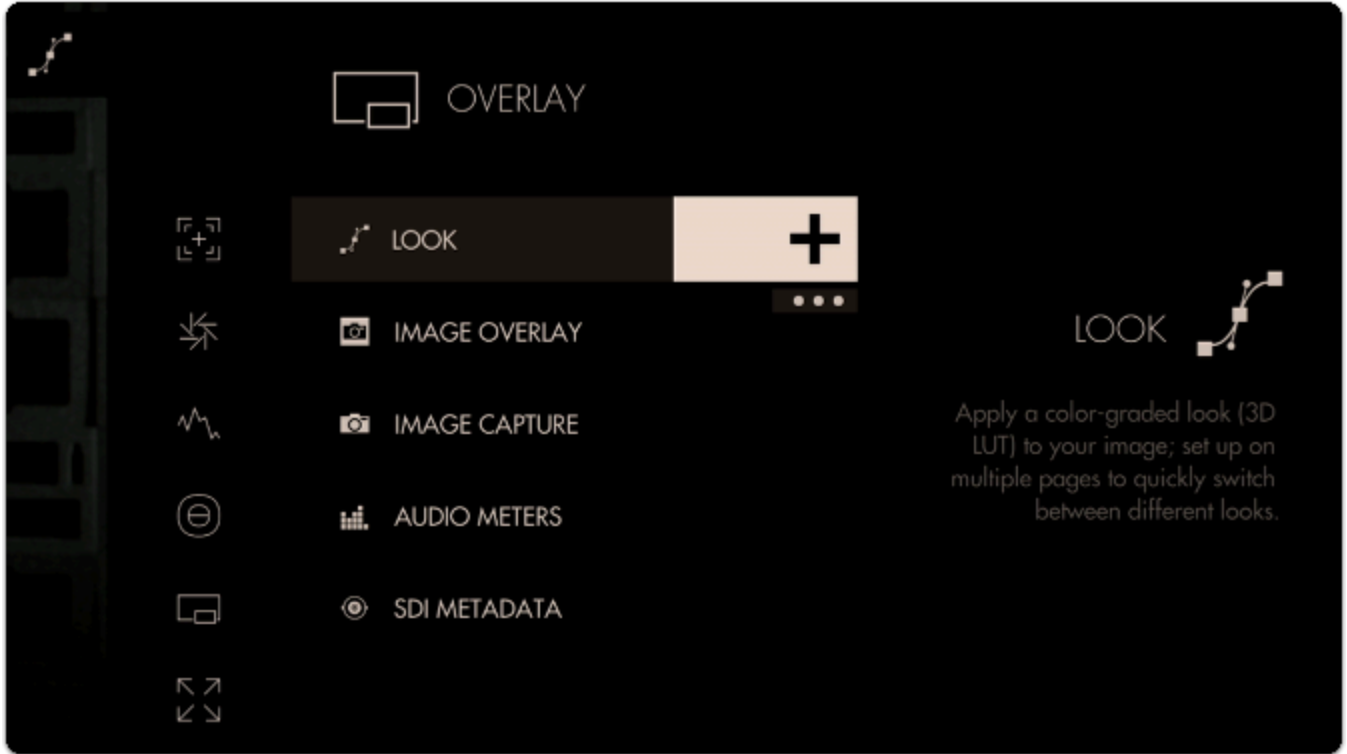 OVERLAY
LOOK
IMAGE OVERLAY
IMAGE CAPTURE
AUDIO METERS
SDI METADATA
LOOK
Apply a color-graded look (3D
LUT) to your image; set up on
multiple pages to quickly switch
between different looks.